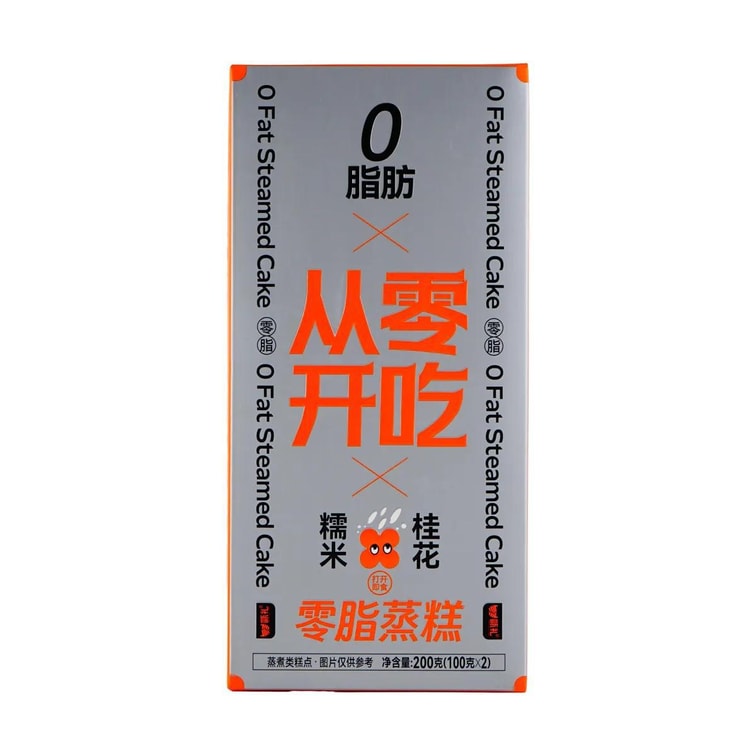 0
脂肪
从零
开吃
糯米
桂花
打开
即食
零脂蒸糕
蒸煮类糕点·图片仅供参考 净含量:200克(100克×2)
0 Fat Steamed Cake
零脂
0 Fat Steamed Cake
0 Fat Steamed Cake
零脂
0 Fat Steamed Cake